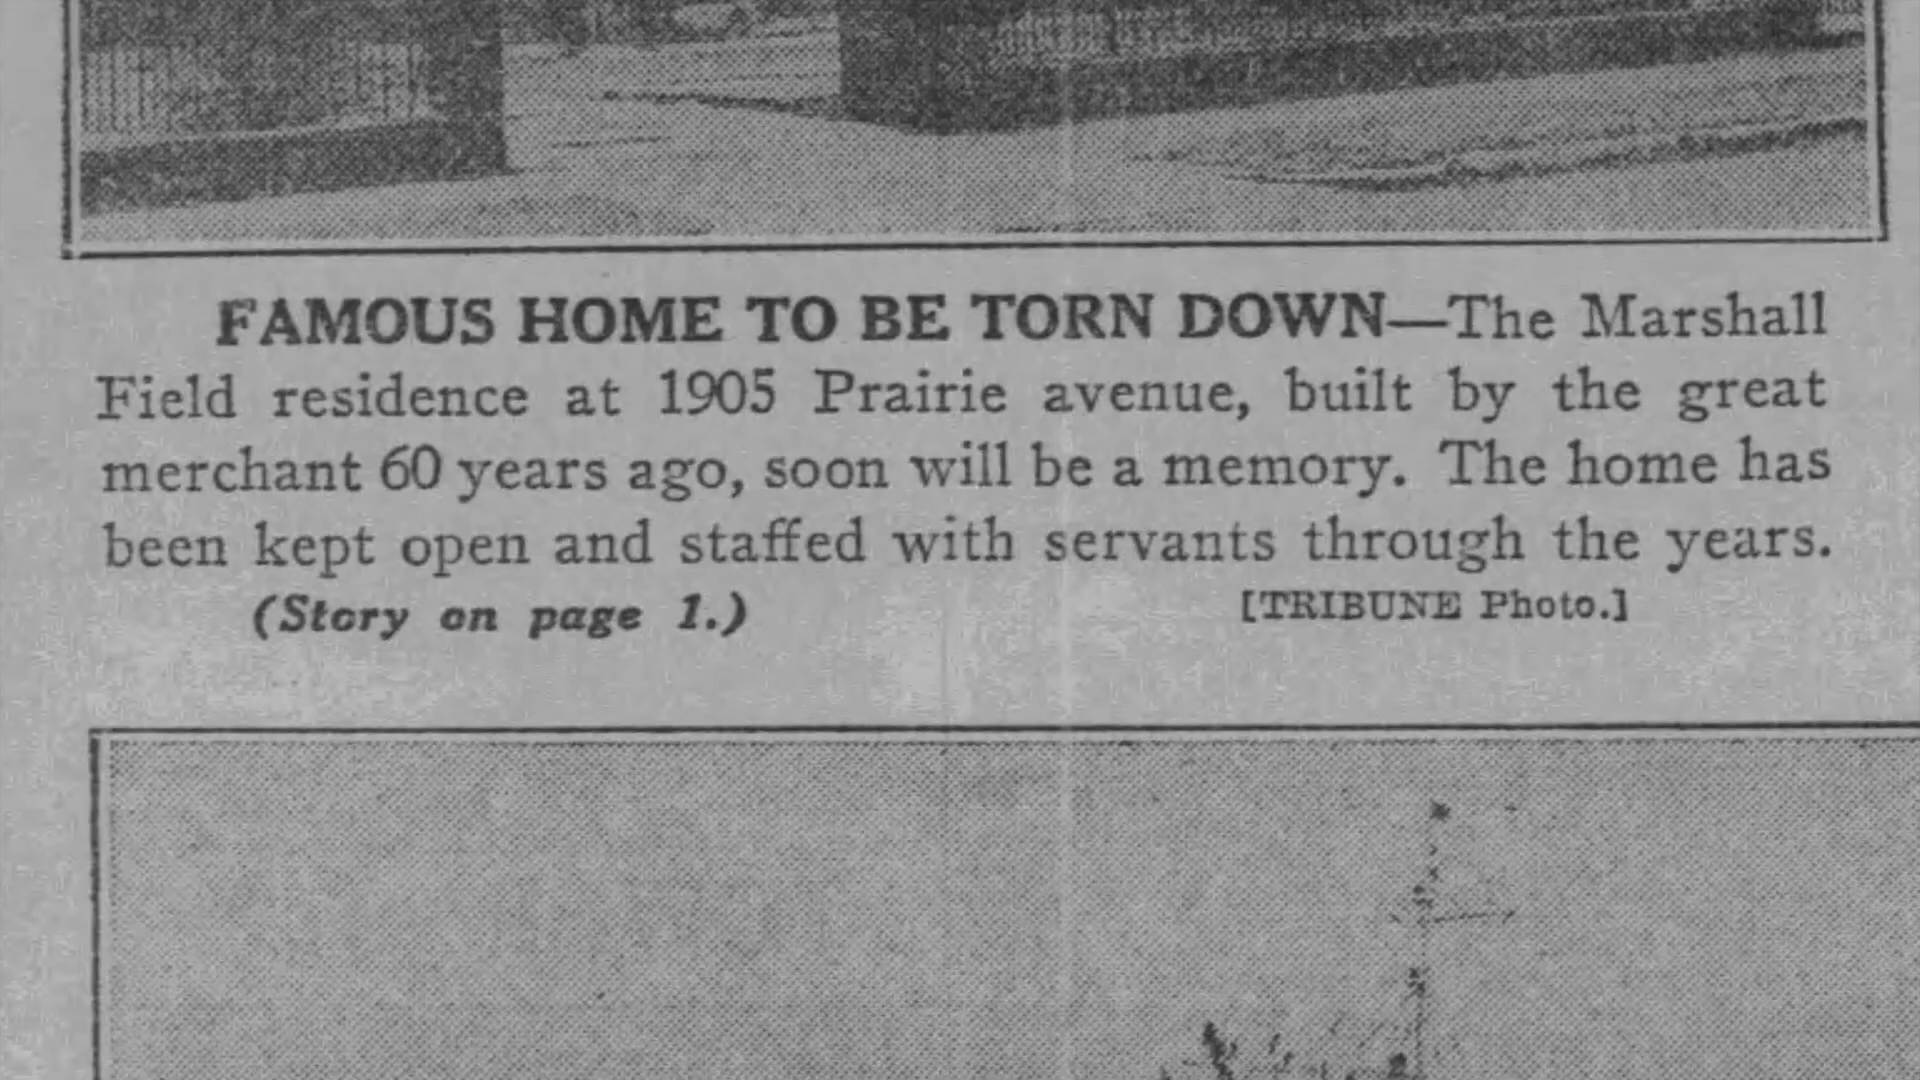 FAMOUS HOME TO BE TORN DOWN—The Marshall
Field residence at 1905 Prairie avenue, built by the great
merchant 60 years ago, soon will be a memory. The home has
been kept open and staffed with servants through the years.
(Story on page 1.) [TRIBUNE Photo.]